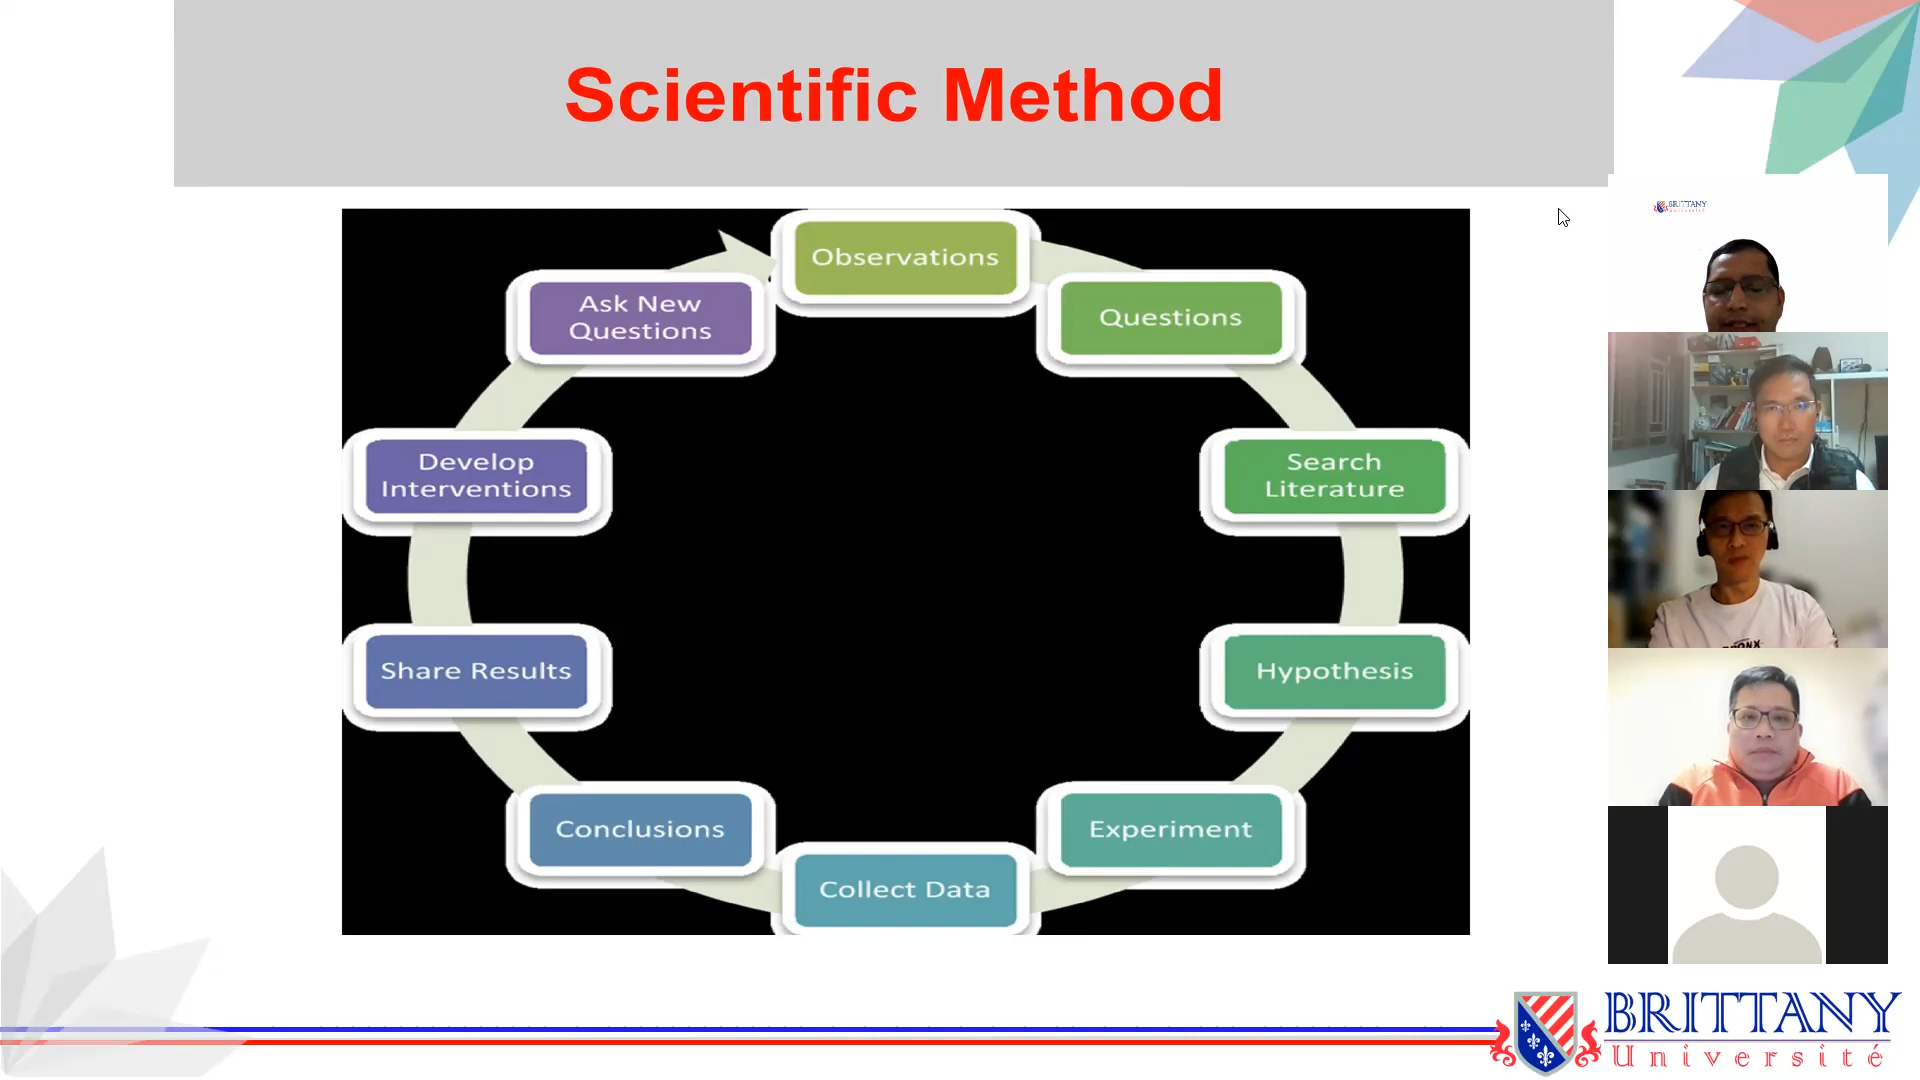 Scientific Method
Observations
Questions
Search
Literature
Hypothesis
Experiment
Collect Data
Conclusions
Share Results
Develop
Interventions
Ask New
Questions
BRITTANY
BRITTANY
Université